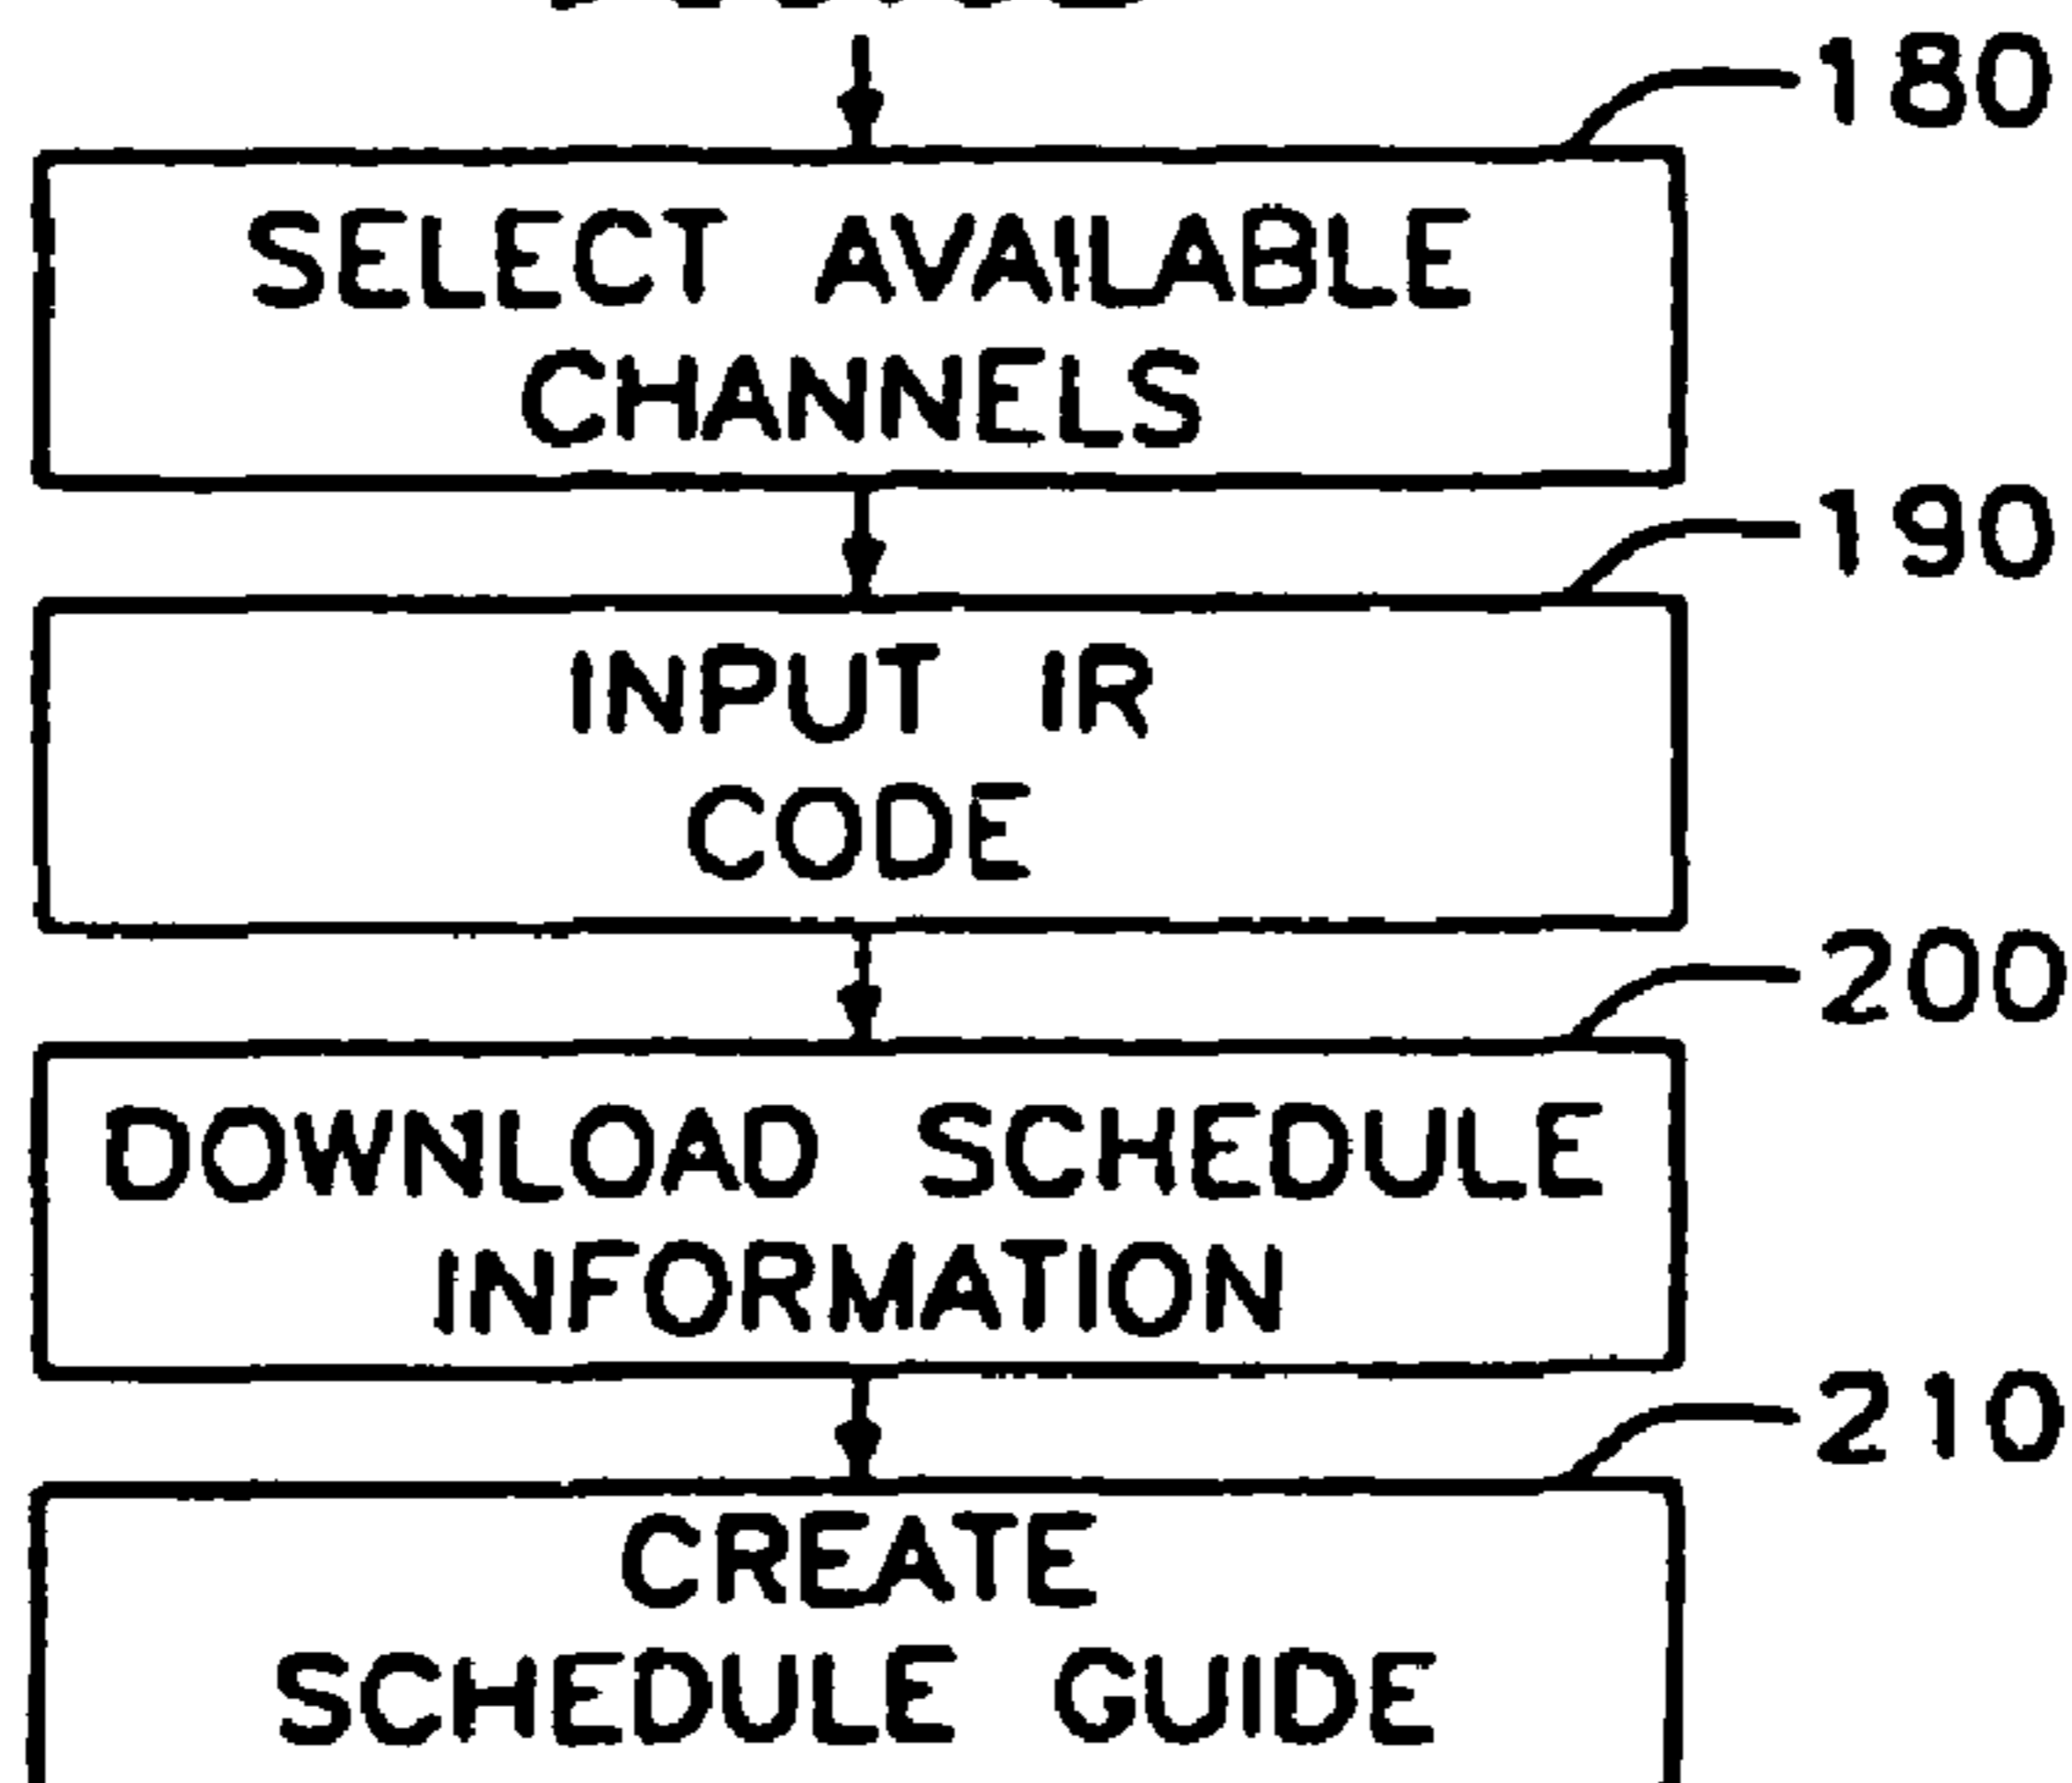 180
SELECT AVAILABLE
CHANNELS
190
INPUT IR
CODE
200
DOWNLOAD SCHEDULE
INFORMATION
210
CREATE
SCHEDULE GUIDE